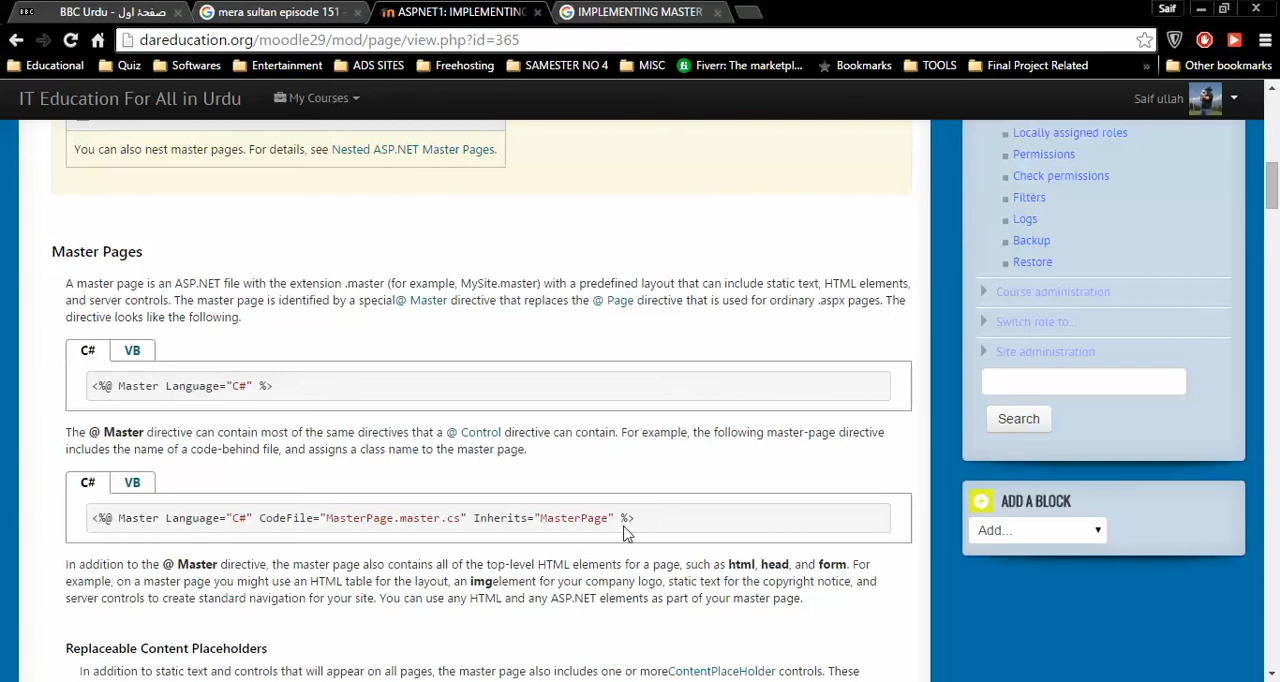 BBC Urdu - صفحۂ اول
mera sultan episode 151 -
ASPNET1: IMPLEMENTING
IMPLEMENTING MASTER
Saif
dareducation.org/moodle29/mod/page/view.php?id=365
Educational Quiz Softwares Entertainment ADS SITES Freehosting SAMESTER NO 4 MISC Fiverr: The marketpl... Bookmarks TOOLS Final Project Related » Other bookmarks
IT Education For All in Urdu My Courses Saif ullah
You can also nest master pages. For details, see Nested ASP.NET Master Pages.
Master Pages
A master page is an ASP.NET file with the extension .master (for example, MySite.master) with a predefined layout that can include static text, HTML elements,
and server controls. The master page is identified by a special@ Master directive that replaces the @ Page directive that is used for ordinary .aspx pages. The
directive looks like the following.
C# VB
<%@ Master Language="C#" %>
The @ Master directive can contain most of the same directives that a @ Control directive can contain. For example, the following master-page directive
includes the name of a code-behind file, and assigns a class name to the master page.
C# VB
<%@ Master Language="C#" CodeFile="MasterPage.master.cs" Inherits="MasterPage" %>
In addition to the @ Master directive, the master page also contains all of the top-level HTML elements for a page, such as html, head, and form. For
example, on a master page you might use an HTML table for the layout, an imgelement for your company logo, static text for the copyright notice, and
server controls to create standard navigation for your site. You can use any HTML and any ASP.NET elements as part of your master page.
Replaceable Content Placeholders
In addition to static text and controls that will appear on all pages, the master page also includes one or moreContentPlaceHolder controls. These
Locally assigned roles
Permissions
Check permissions
Filters
Logs
Backup
Restore
Course administration
Switch role to...
Site administration
Search
ADD A BLOCK
Add...